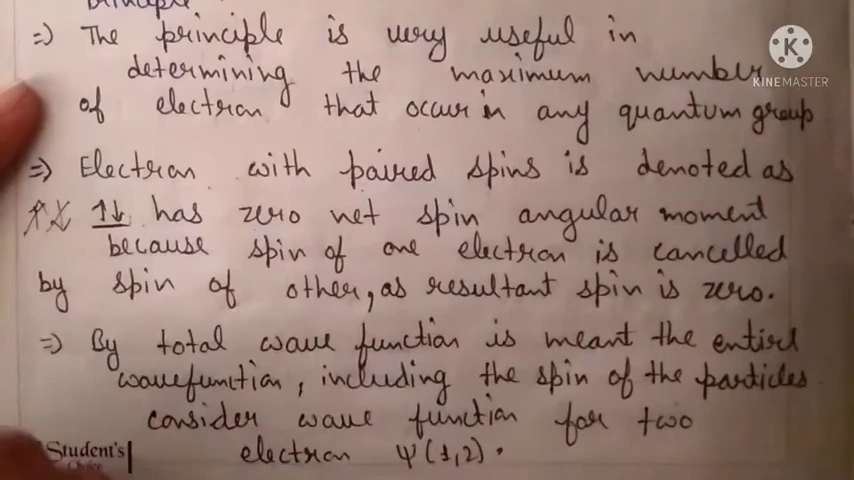 principle
=> The principle is very useful in
determining the maximum number
of electron that occur in any quantum group
=> Electron with paired spins is denoted as
↑↓ has zero net spin angular moment
because spin of one electron is cancelled
by spin of other, as resultant spin is zero.
=> By total wave function is meant the entire
wavefunction, including the spin of the particles
consider wave function for two
electron ψ(1,2).
K
KINEMASTER
Student's
Choice